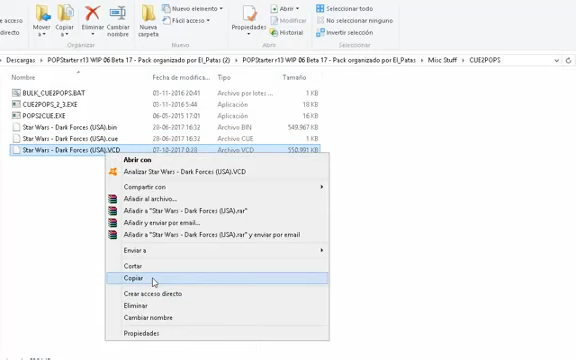 acceso
directo
Mover a
Copiar a
Eliminar
Cambiar nombre
Nueva carpeta
Nuevo elemento
Fácil acceso
Propiedades
Abrir
Modificar
Historial
Seleccionar todo
No seleccionar ninguno
Invertir selección
Organizar
Nuevo
Abrir
Seleccionar
Descargas › POPStarter r13 WIP 06 Beta 17 - Pack organizado por El_Patas (2) › POPStarter r13 WIP 06 Beta 17 - Pack organizado por El_Patas › Misc Stuff › CUE2POPS
Nombre Fecha de modifica... Tipo Tamaño
BULK_CUE2POPS.BAT 03-11-2016 20:41 Archivo por lotes ... 1 KB
CUE2POPS_2_3.EXE 03-11-2016 5:44 Aplicación 18 KB
POPS2CUE.EXE 06-05-2015 17:01 Aplicación 16 KB
Star Wars - Dark Forces (USA).bin 28-06-2017 16:32 Archivo BIN 549.967 KB
Star Wars - Dark Forces (USA).cue 28-06-2017 16:32 Archivo CUE 1 KB
Star Wars - Dark Forces (USA).VCD 07-10-2017 0:28 Archivo VCD 550.991 KB
Abrir con
Analizar Star Wars - Dark Forces (USA).VCD
Compartir con
Añadir al archivo...
Añadir a "Star Wars - Dark Forces (USA).rar"
Añadir y enviar por email...
Añadir a "Star Wars - Dark Forces (USA).rar" y enviar por email
Enviar a
Cortar
Copiar
Crear acceso directo
Eliminar
Cambiar nombre
Propiedades